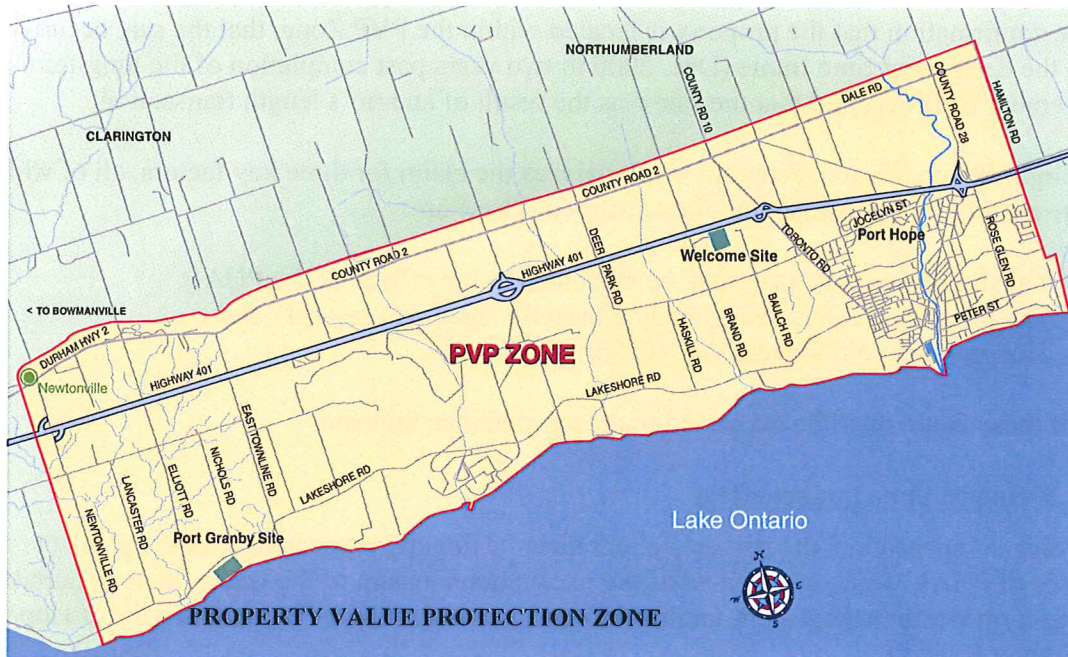 NORTHUMBERLAND
CLARINGTON
COUNTY RD 10
DALE RD
COUNTY ROAD 28
HAMILTON RD
COUNTY ROAD 2
COUNTY ROAD 2
HIGHWAY 401
DEER PARK RD
Welcome Site
TORONTO RD
JOCELYN ST
Port Hope
ROSE GLEN RD
PETER ST
< TO BOWMANVILLE
DURHAM HWY 2
Newtonville
HIGHWAY 401
PVP ZONE
HASKILL RD
BRAND RD
BAULCH RD
LAKESHORE RD
EAST TOWNLINE RD
NICHOLS RD
ELLIOTT RD
LANCASTER RD
NEWTONVILLE RD
LAKESHORE RD
Port Granby Site
Lake Ontario
N
W
E
S
PROPERTY VALUE PROTECTION ZONE